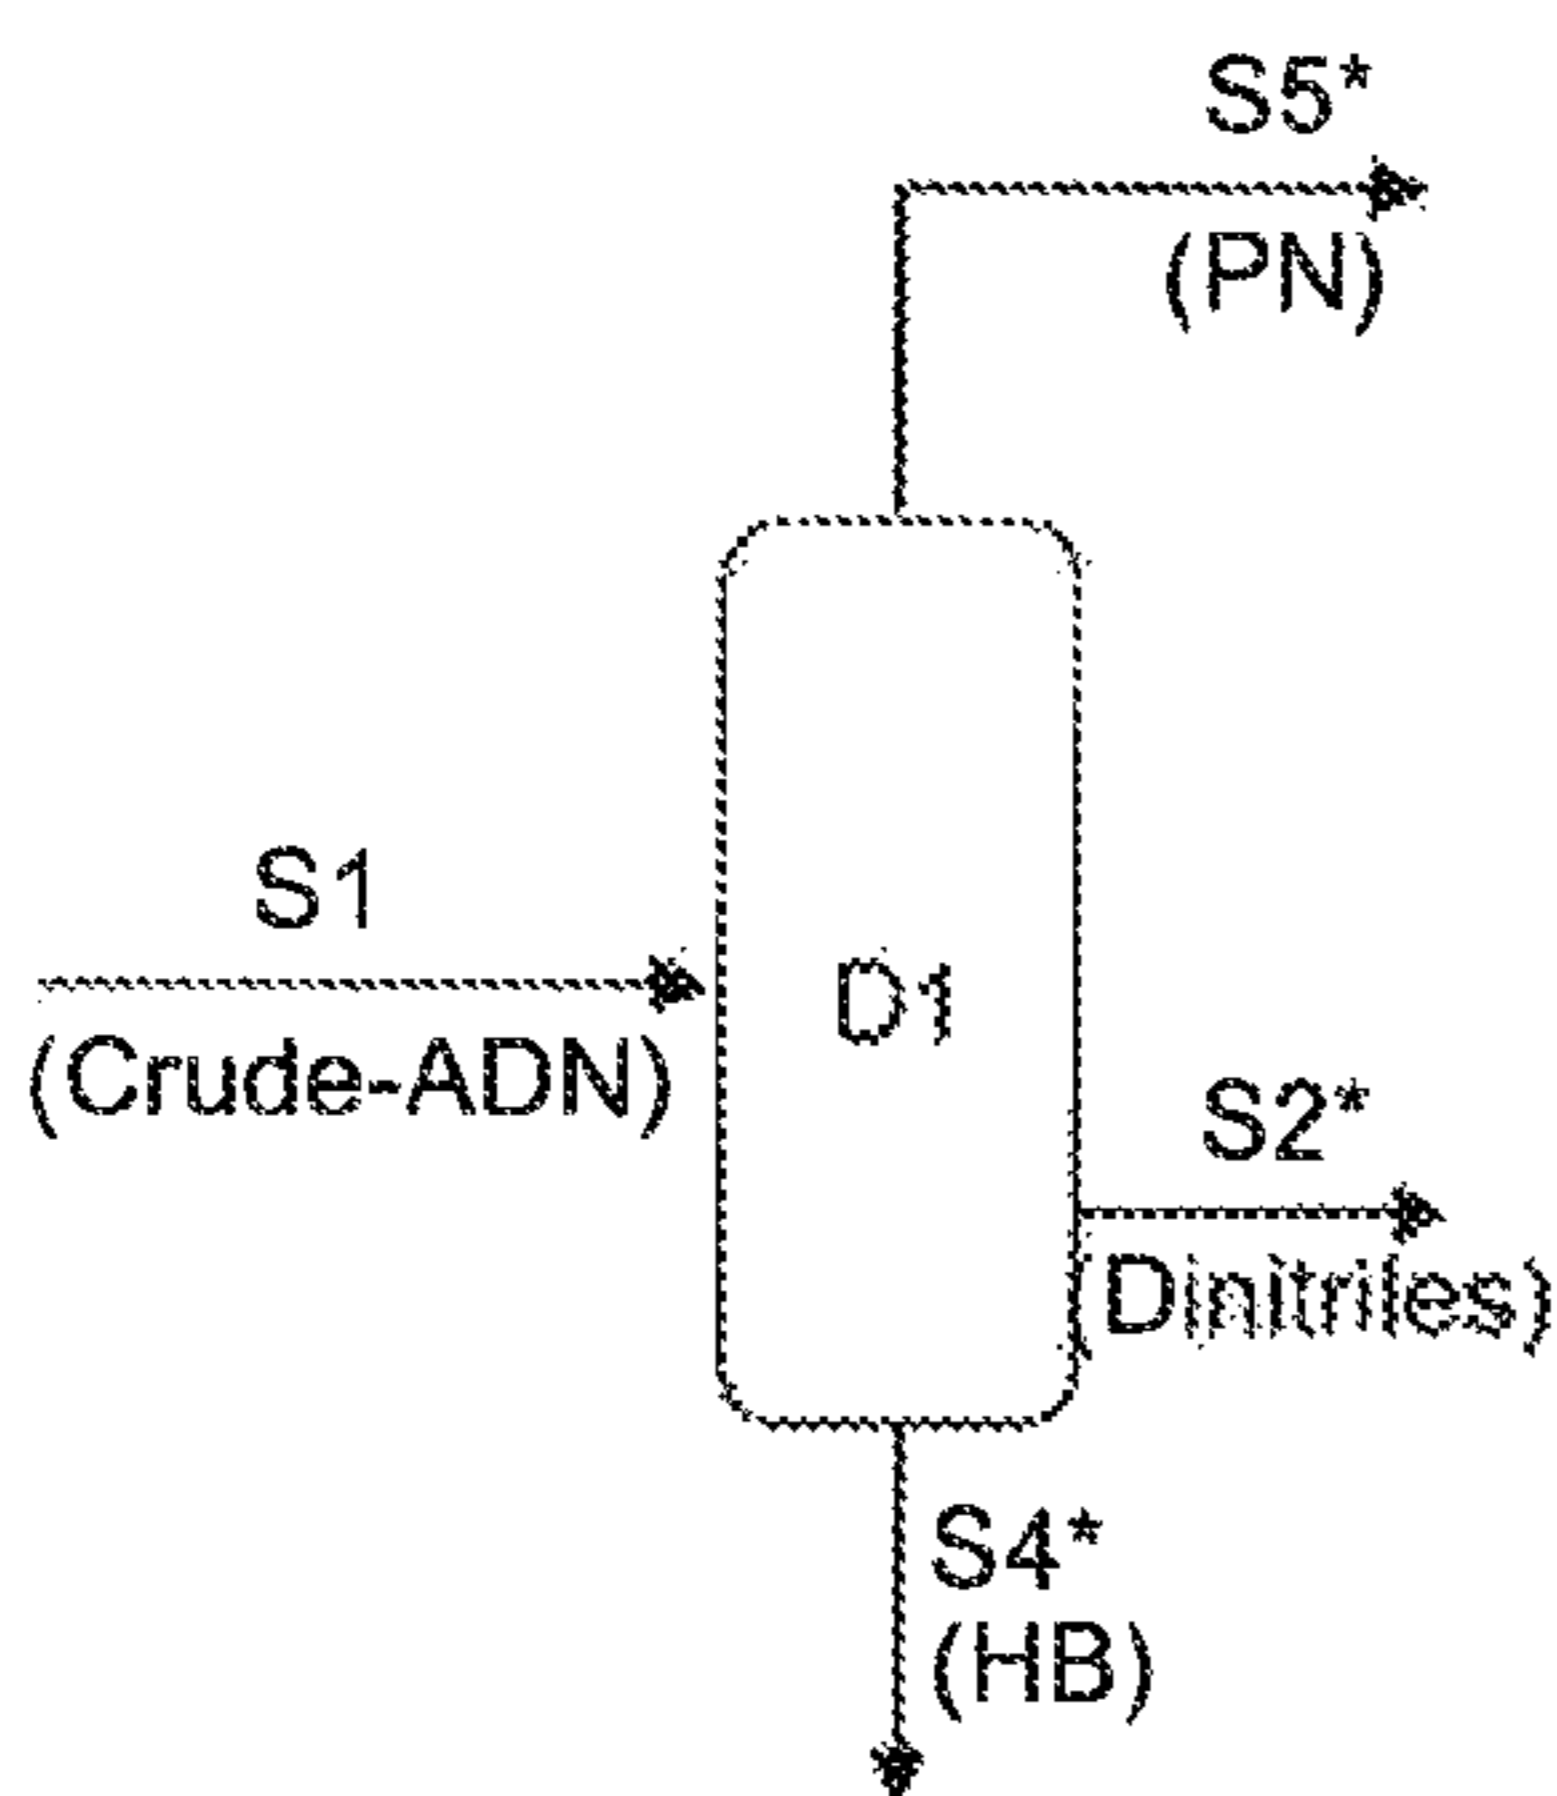 S5*
(PN)
S1
(Crude-ADN)
D1
S2*
(Dinitriles)
S4*
(HB)